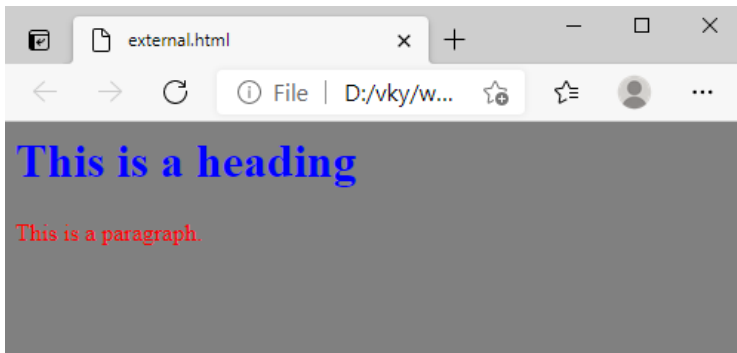 external.html
File | D:/vky/w...
This is a heading
This is a paragraph.